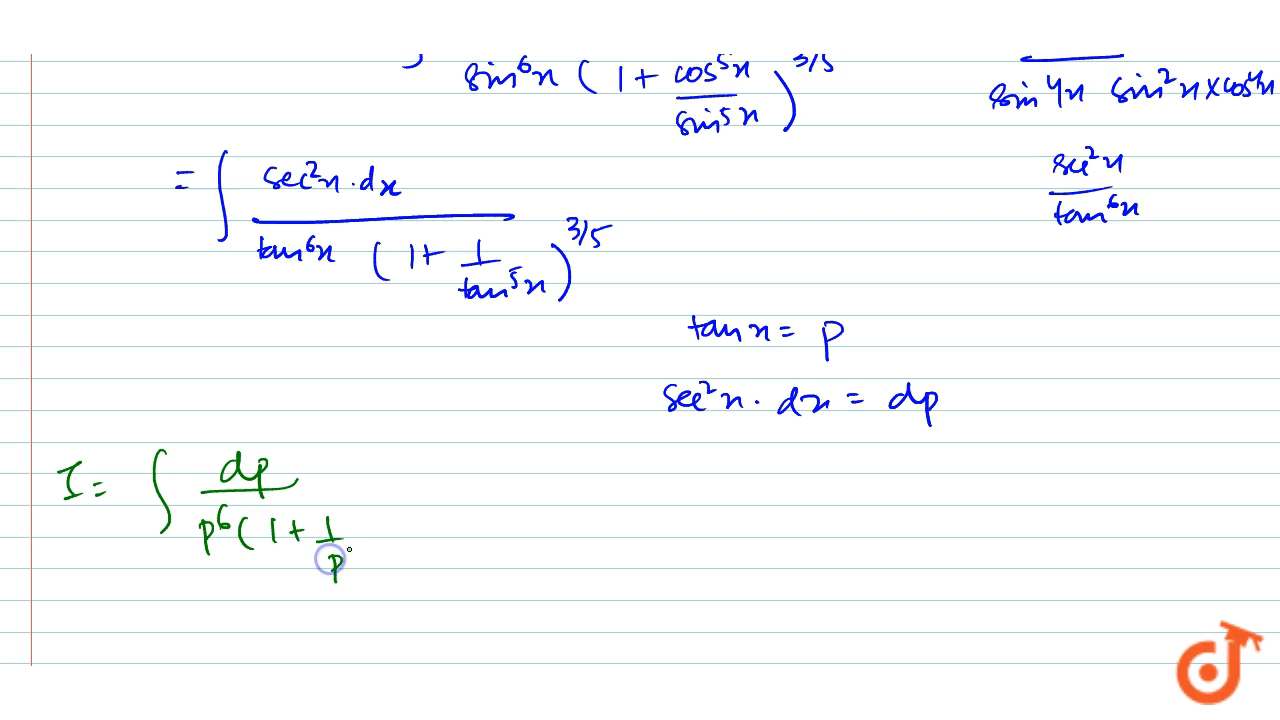 ∫ sin⁶x ( 1 + cos⁵x / sin⁵x )^3/5
sin⁴x sin²x × cos⁴x
= ∫ sec²x · dx / tan⁶x ( 1 + 1 / tan⁵x )^3/5
sec²x / tan⁶x
tan x = p
sec²x · dx = dp
I = ∫ dp / p⁶ ( 1 + 1 / p